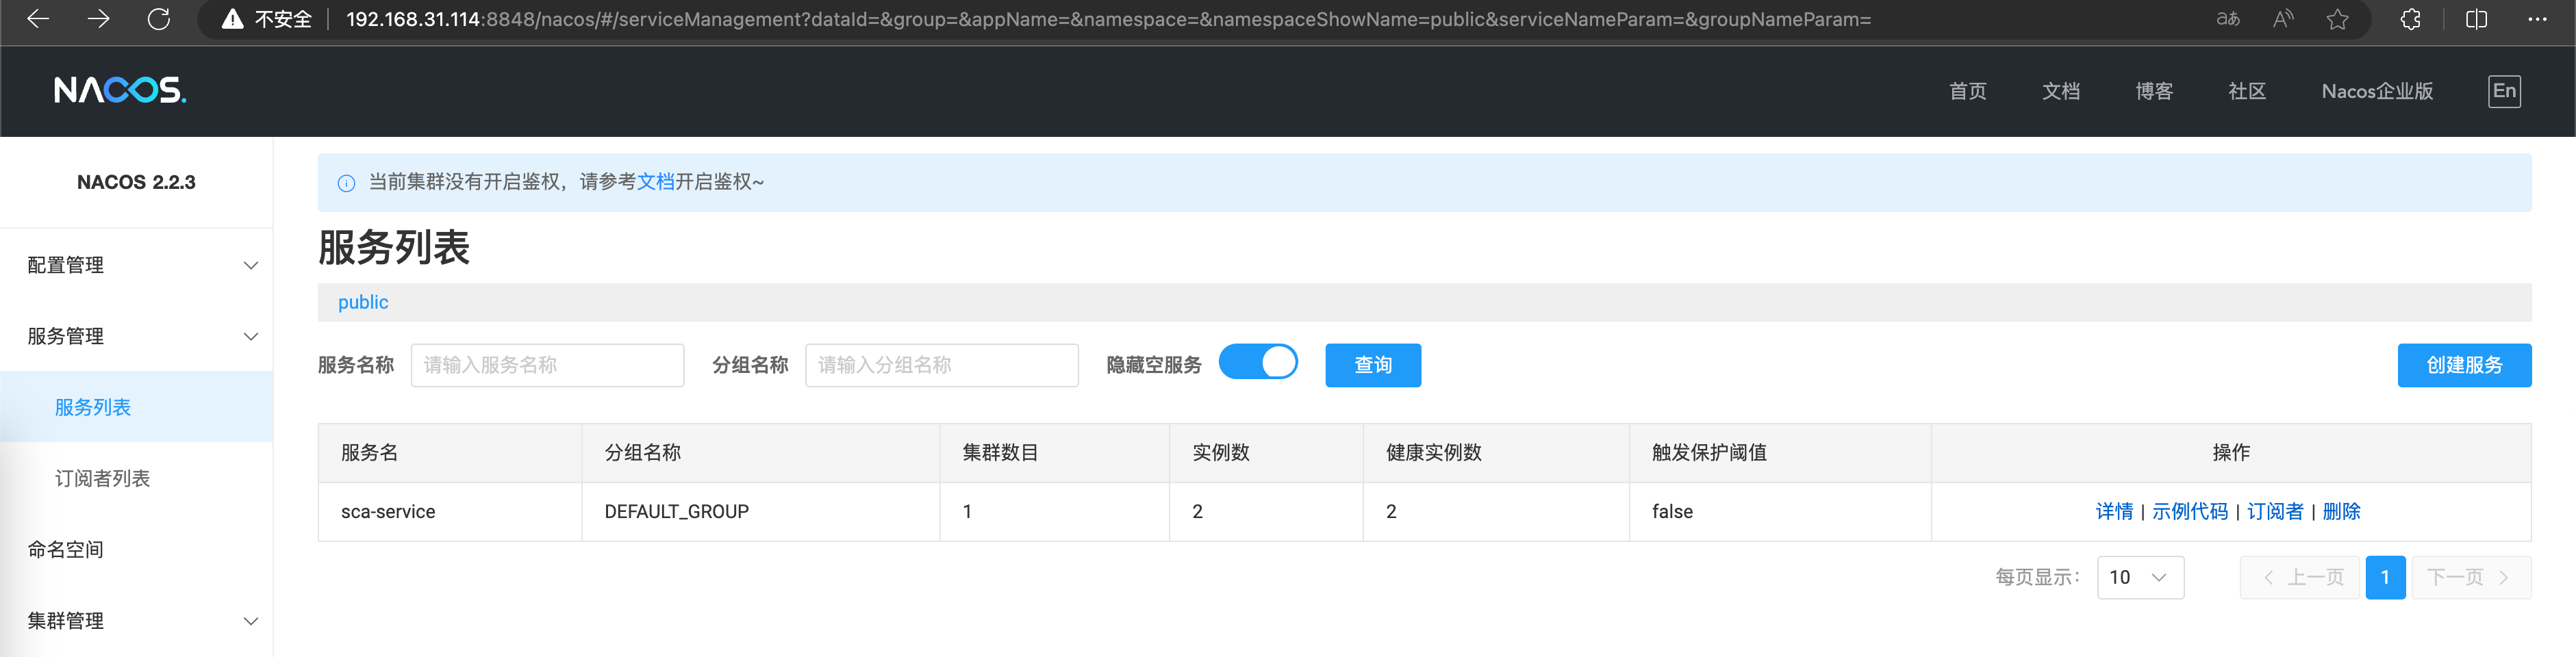 不安全 192.168.31.114:8848/nacos/#/serviceManagement?dataId=&group=&appName=&namespace=&namespaceShowName=public&serviceNameParam=&groupNameParam=
NACOS. 首页 文档 博客 社区 Nacos企业版 En
NACOS 2.2.3
配置管理
服务管理
服务列表
订阅者列表
命名空间
集群管理
当前集群没有开启鉴权，请参考文档开启鉴权~
服务列表
public
服务名称 请输入服务名称 分组名称 请输入分组名称 隐藏空服务 查询 创建服务
服务名 分组名称 集群数目 实例数 健康实例数 触发保护阈值 操作
sca-service DEFAULT_GROUP 1 2 2 false 详情 | 示例代码 | 订阅者 | 删除
每页显示： 10 上一页 1 下一页